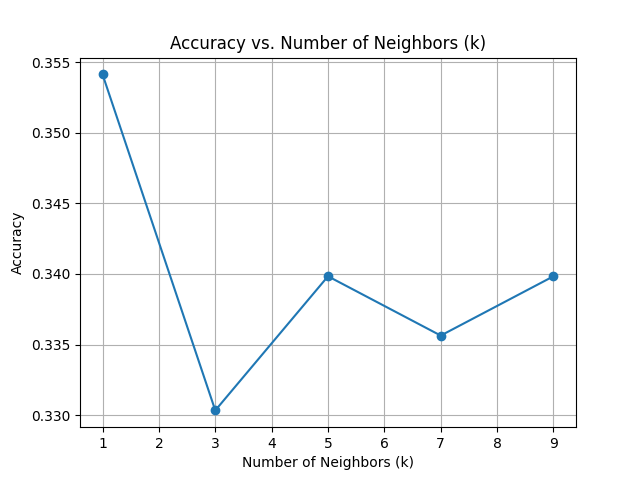 Accuracy vs. Number of Neighbors (k)
0.355
0.350
0.345
0.340
0.335
0.330
Accuracy
1 2 3 4 5 6 7 8 9
Number of Neighbors (k)